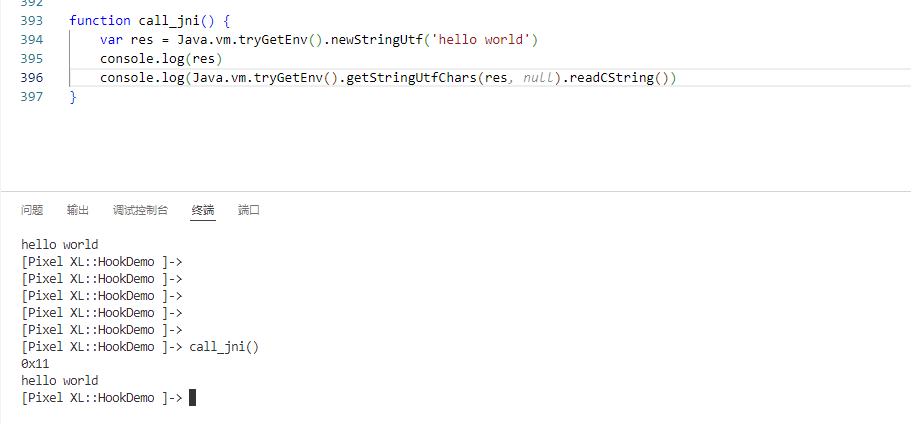 392
393 function call_jni() {
394 var res = Java.vm.tryGetEnv().newStringUtf('hello world')
395 console.log(res)
396 console.log(Java.vm.tryGetEnv().getStringUtfChars(res, null).readCString())
397 }
问题 输出 调试控制台 终端 端口
hello world
[Pixel XL::HookDemo ]->
[Pixel XL::HookDemo ]->
[Pixel XL::HookDemo ]->
[Pixel XL::HookDemo ]->
[Pixel XL::HookDemo ]->
[Pixel XL::HookDemo ]-> call_jni()
0x11
hello world
[Pixel XL::HookDemo ]->